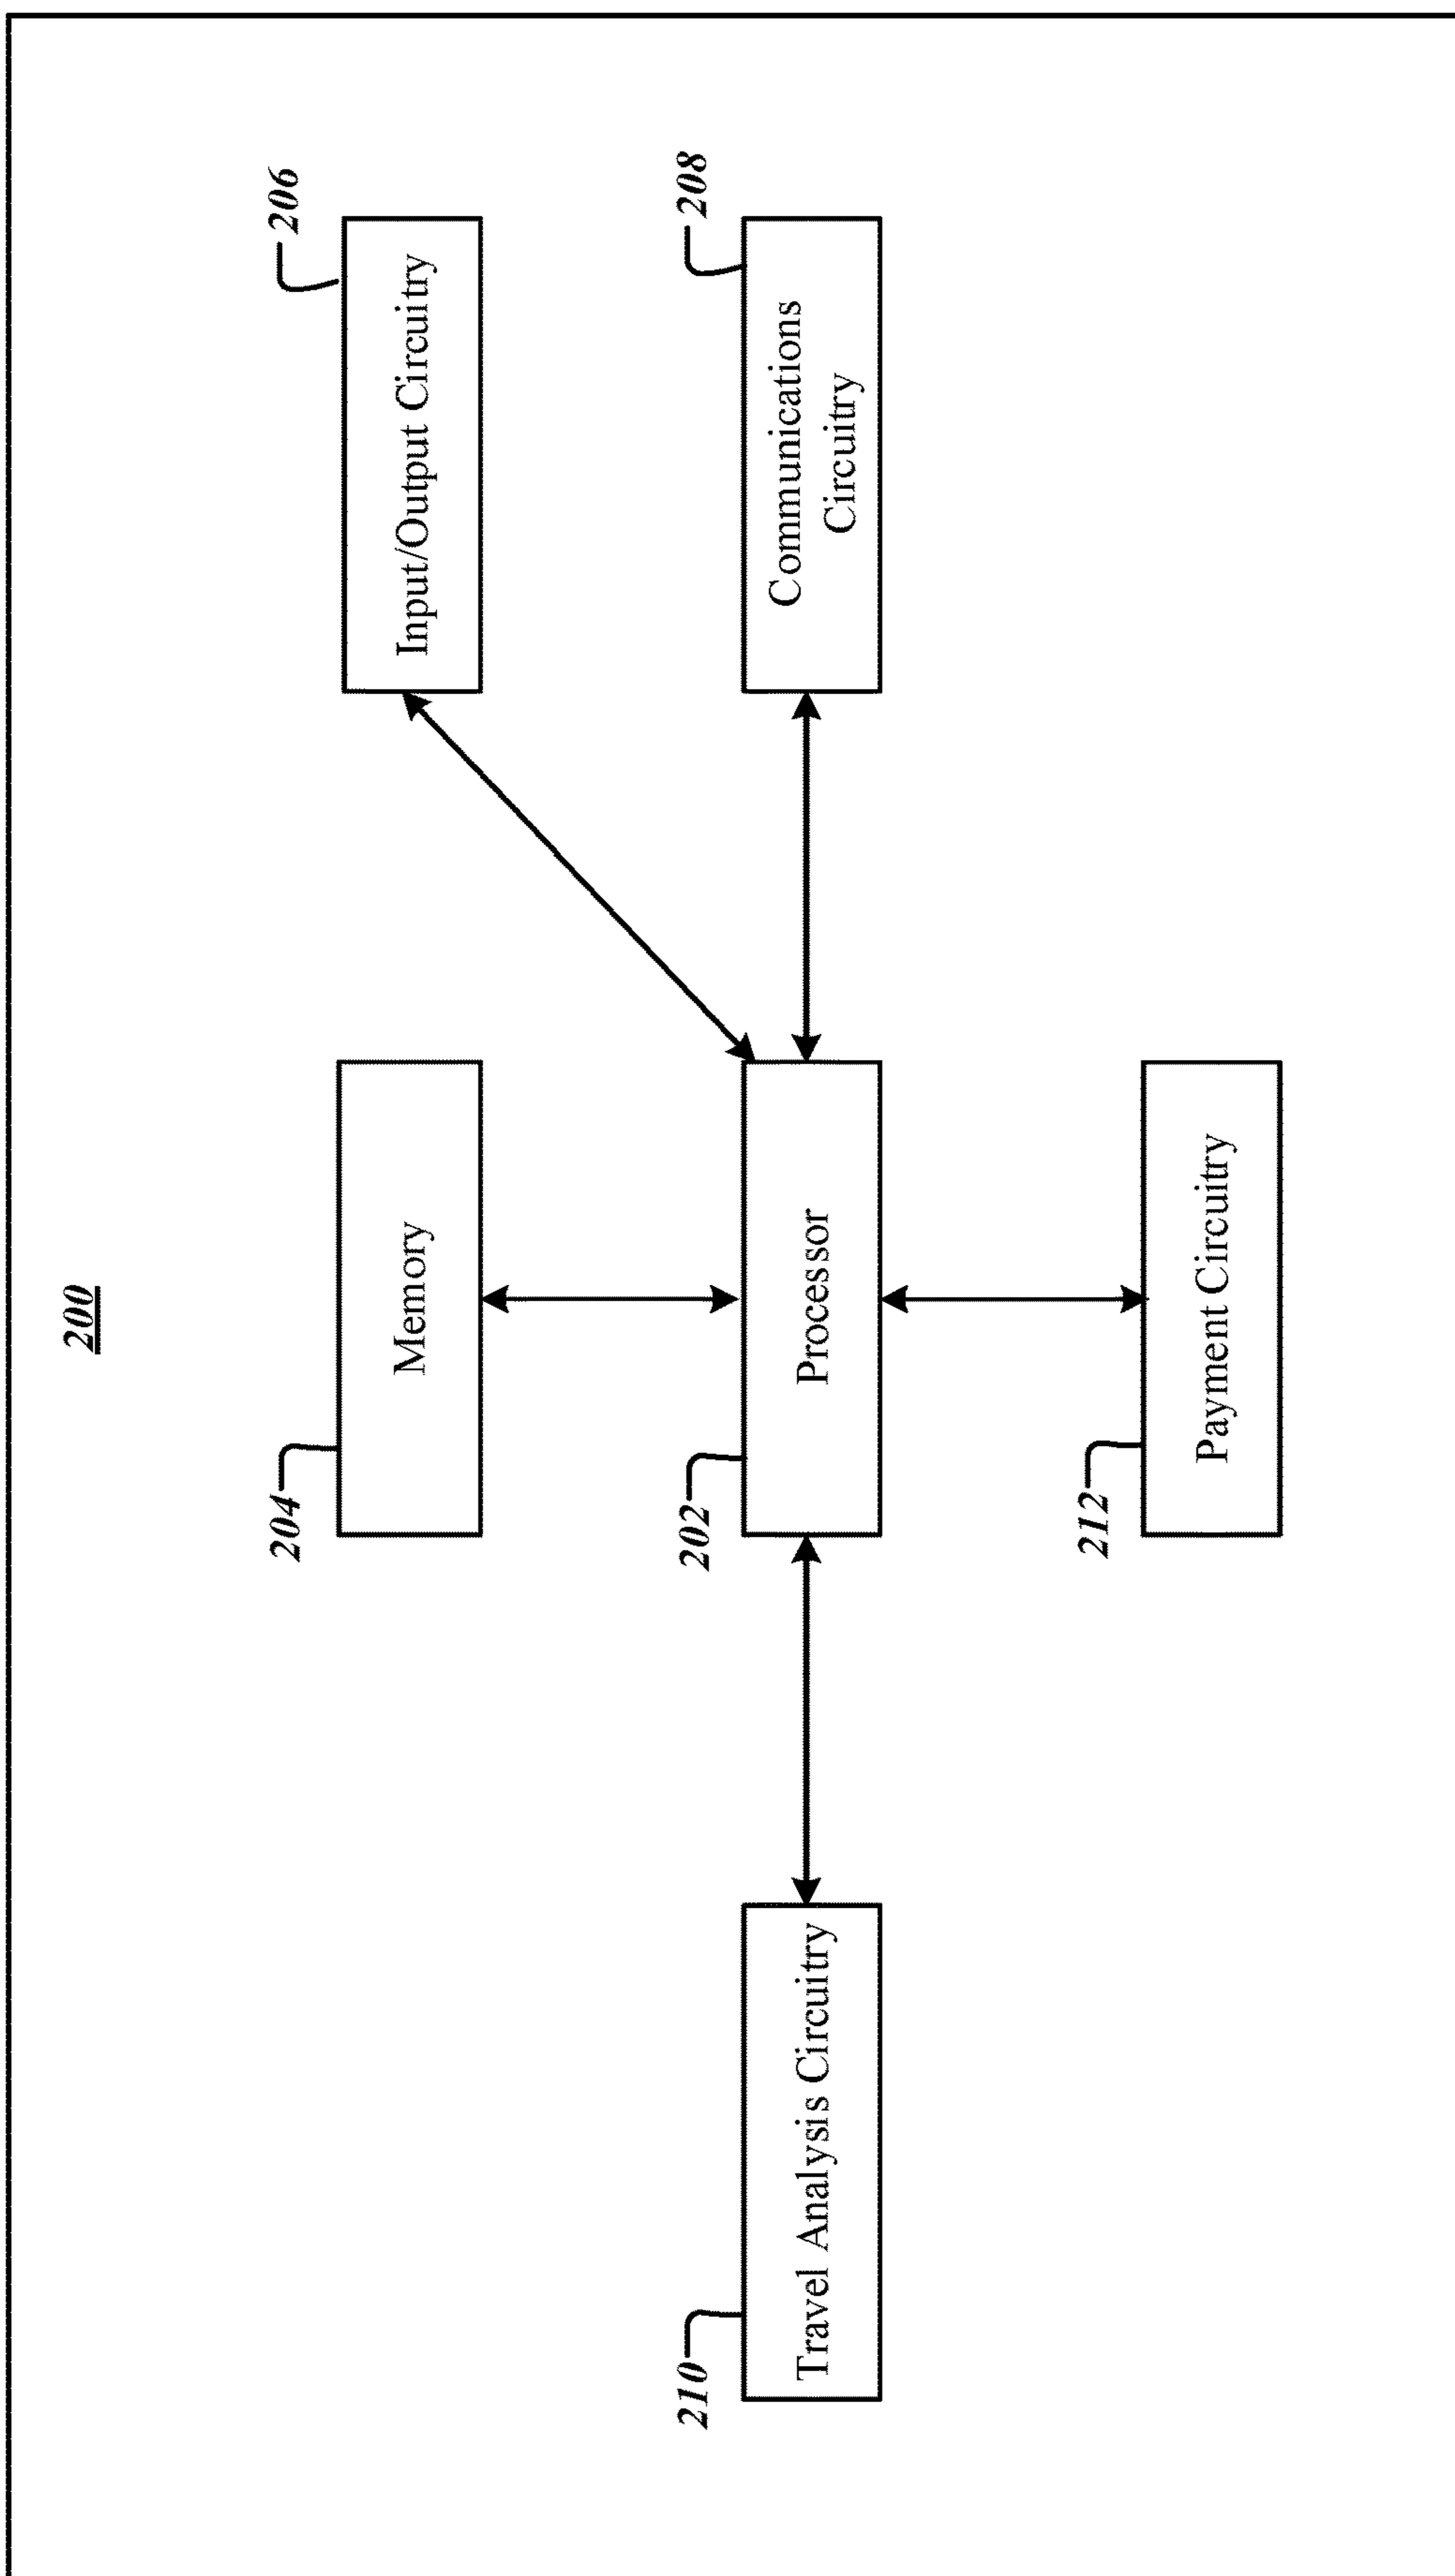 200
204
Memory
206
Input/Output Circuitry
210
Travel Analysis Circuitry
202
Processor
208
Communications
Circuitry
212
Payment Circuitry